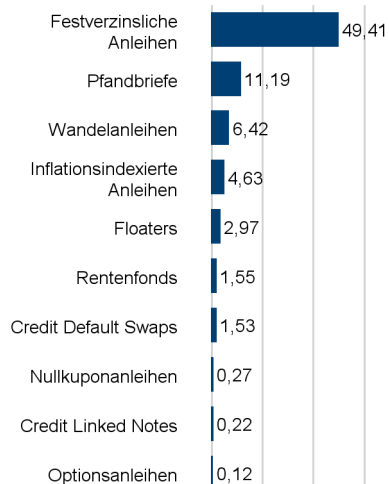 Festverzinsliche
Anleihen 49,41
Pfandbriefe 11,19
Wandelanleihen 6,42
Inflationsindexierte
Anleihen 4,63
Floaters 2,97
Rentenfonds 1,55
Credit Default Swaps 1,53
Nullkuponanleihen 0,27
Credit Linked Notes 0,22
Optionsanleihen 0,12